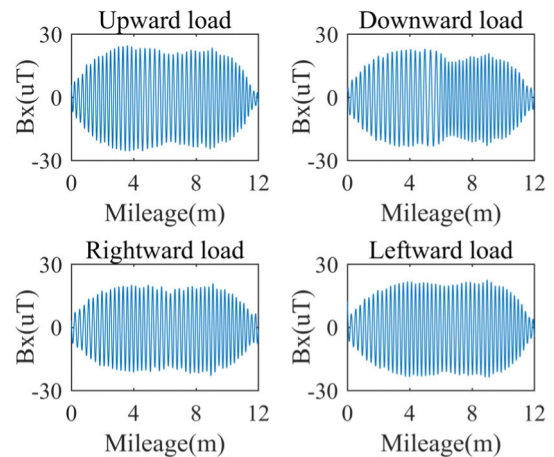 Upward load
Downward load
30
0
-30
Bx(uT)
0 4 8 12
Mileage(m)
30
0
-30
Bx(uT)
0 4 8 12
Mileage(m)
Rightward load
Leftward load
30
0
-30
Bx(uT)
0 4 8 12
Mileage(m)
30
0
-30
Bx(uT)
0 4 8 12
Mileage(m)